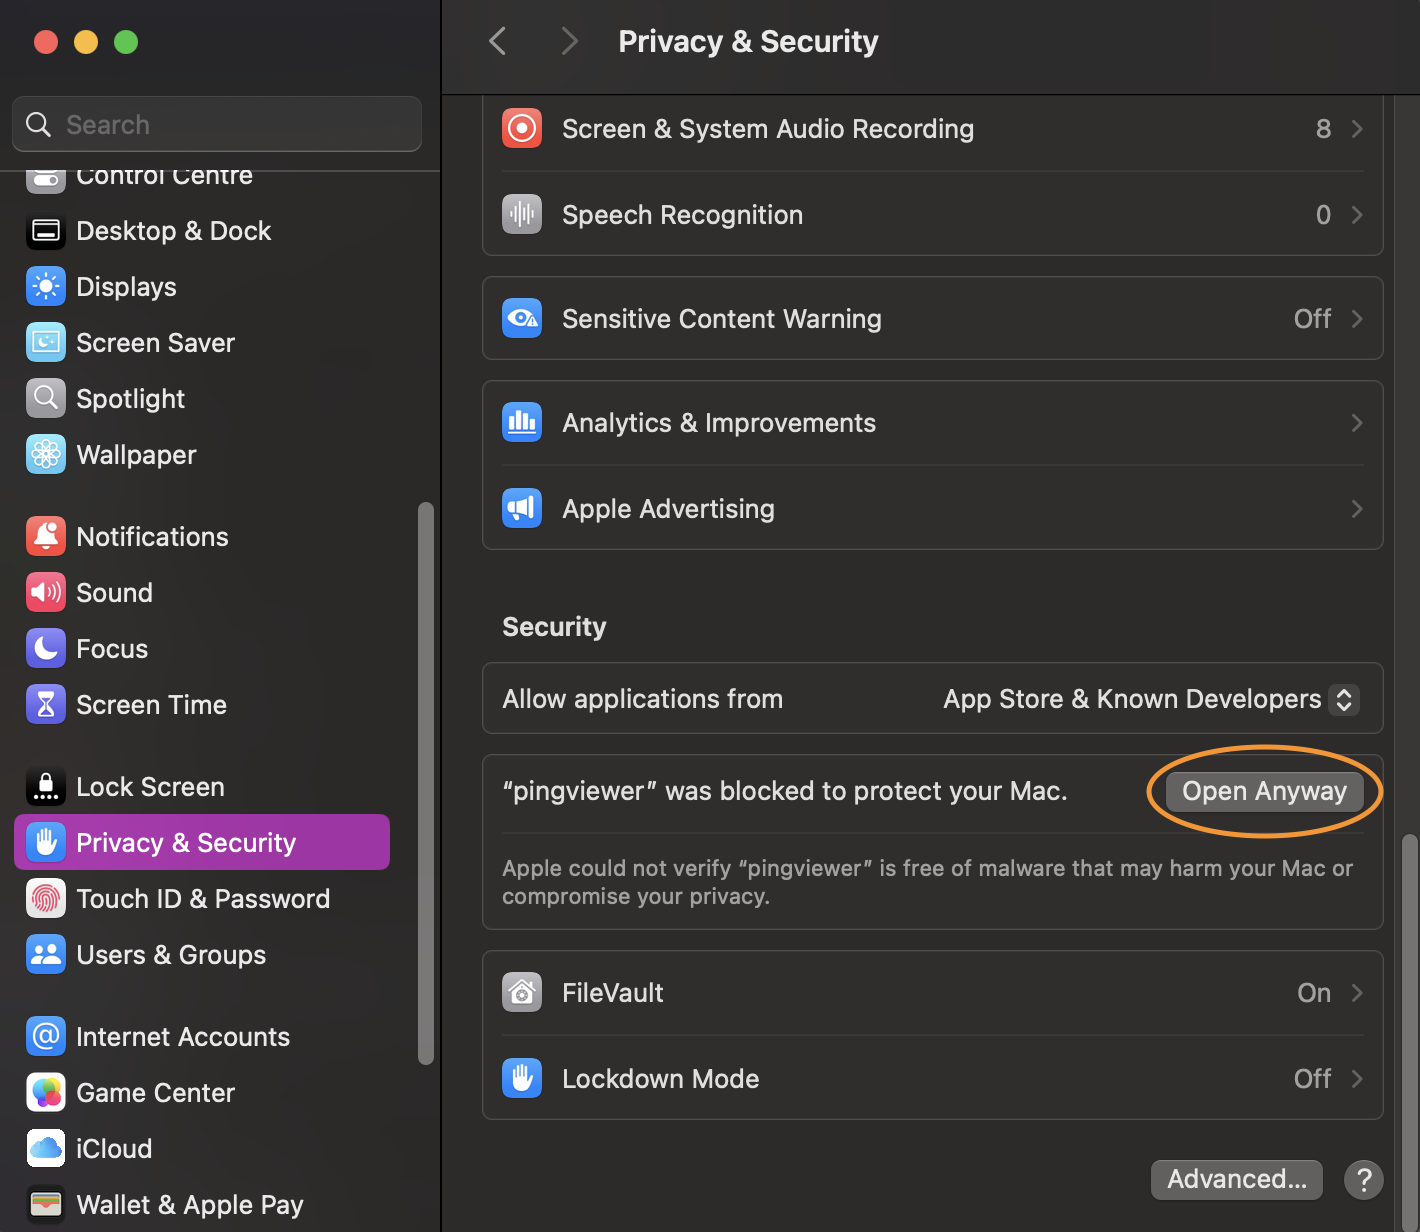 Search
Control Centre
Desktop & Dock
Displays
Screen Saver
Spotlight
Wallpaper
Notifications
Sound
Focus
Screen Time
Lock Screen
Privacy & Security
Touch ID & Password
Users & Groups
Internet Accounts
Game Center
iCloud
Wallet & Apple Pay
Privacy & Security
Screen & System Audio Recording 8
Speech Recognition 0
Sensitive Content Warning Off
Analytics & Improvements
Apple Advertising
Security
Allow applications from App Store & Known Developers
“pingviewer” was blocked to protect your Mac. Open Anyway
Apple could not verify “pingviewer” is free of malware that may harm your Mac or
compromise your privacy.
FileVault On
Lockdown Mode Off
Advanced... ?